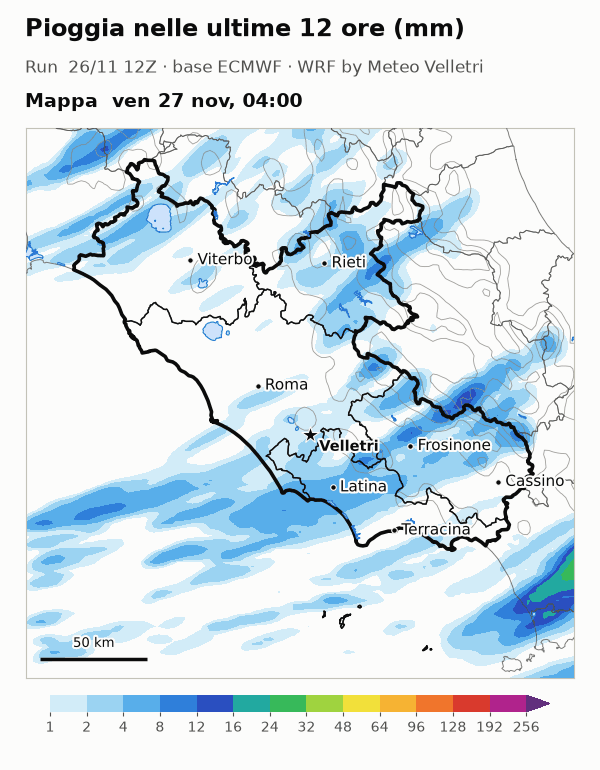 Pioggia nelle ultime 12 ore (mm)
Run 26/11 12Z · base ECMWF · WRF by Meteo Velletri
Mappa ven 27 nov, 04:00
Viterbo
Rieti
Roma
Velletri
Frosinone
Latina
Cassino
Terracina
50 km
1 2 4 8 12 16 24 32 48 64 96 128 192 256